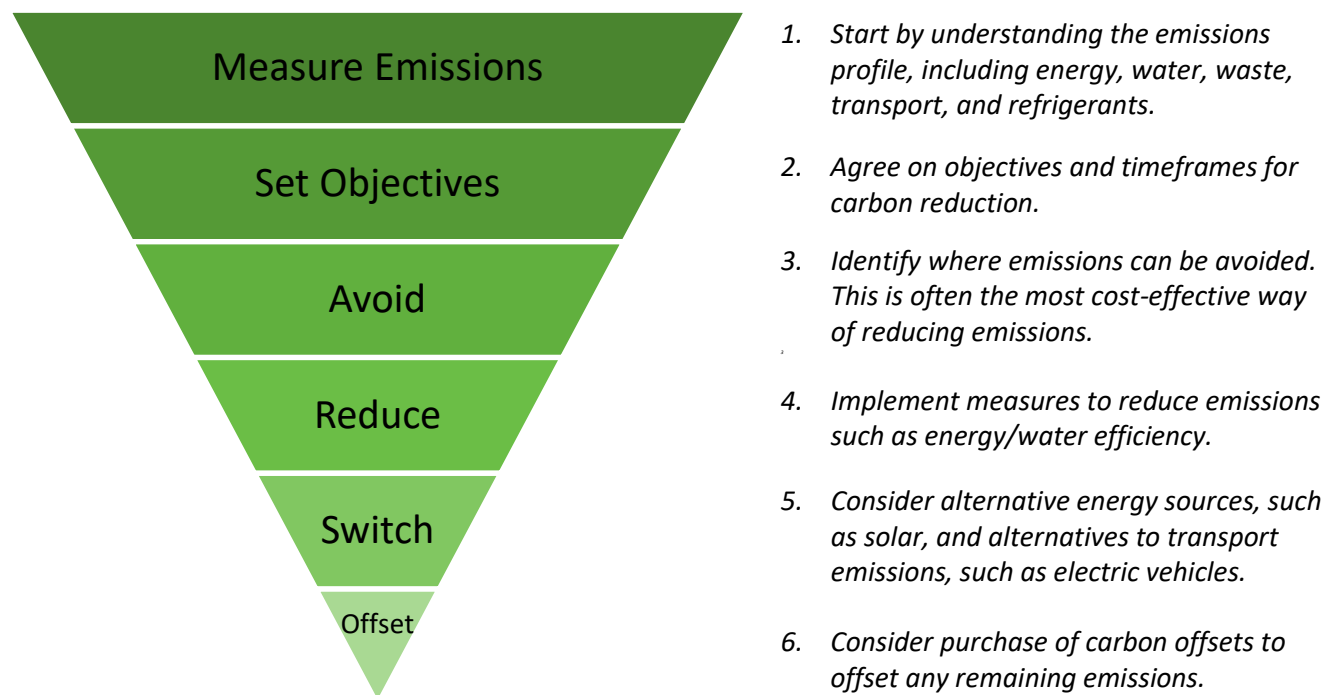 Measure Emissions
Set Objectives
Avoid
Reduce
Switch
Offset
1. Start by understanding the emissions
profile, including energy, water, waste,
transport, and refrigerants.
2. Agree on objectives and timeframes for
carbon reduction.
3. Identify where emissions can be avoided.
This is often the most cost-effective way
of reducing emissions.
4. Implement measures to reduce emissions
such as energy/water efficiency.
5. Consider alternative energy sources, such
as solar, and alternatives to transport
emissions, such as electric vehicles.
6. Consider purchase of carbon offsets to
offset any remaining emissions.